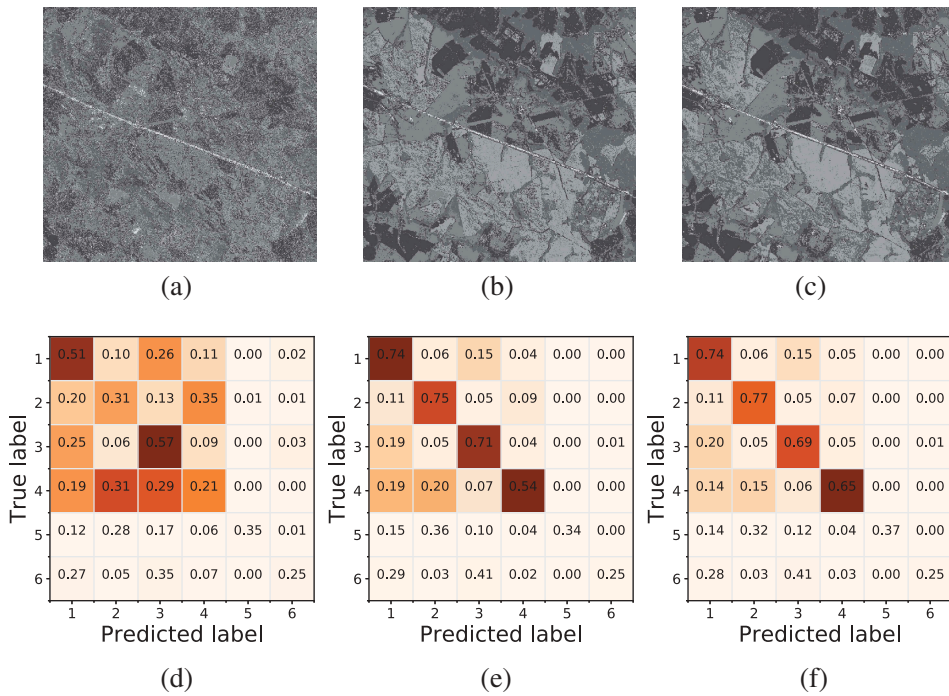 (a) (b) (c)
1 0.51 0.10 0.26 0.11 0.00 0.02
2 0.20 0.31 0.13 0.35 0.01 0.01
3 0.25 0.06 0.57 0.09 0.00 0.03
4 0.19 0.31 0.29 0.21 0.00 0.00
5 0.12 0.28 0.17 0.06 0.35 0.01
6 0.27 0.05 0.35 0.07 0.00 0.25
1 2 3 4 5 6
True label
Predicted label
(d)
1 0.74 0.06 0.15 0.04 0.00 0.00
2 0.11 0.75 0.05 0.09 0.00 0.00
3 0.19 0.05 0.71 0.04 0.00 0.01
4 0.19 0.20 0.07 0.54 0.00 0.00
5 0.15 0.36 0.10 0.04 0.34 0.00
6 0.29 0.03 0.41 0.02 0.00 0.25
1 2 3 4 5 6
True label
Predicted label
(e)
1 0.74 0.06 0.15 0.05 0.00 0.00
2 0.11 0.77 0.05 0.07 0.00 0.00
3 0.20 0.05 0.69 0.05 0.00 0.01
4 0.14 0.15 0.06 0.65 0.00 0.00
5 0.14 0.32 0.12 0.04 0.37 0.00
6 0.28 0.03 0.41 0.03 0.00 0.25
1 2 3 4 5 6
True label
Predicted label
(f)